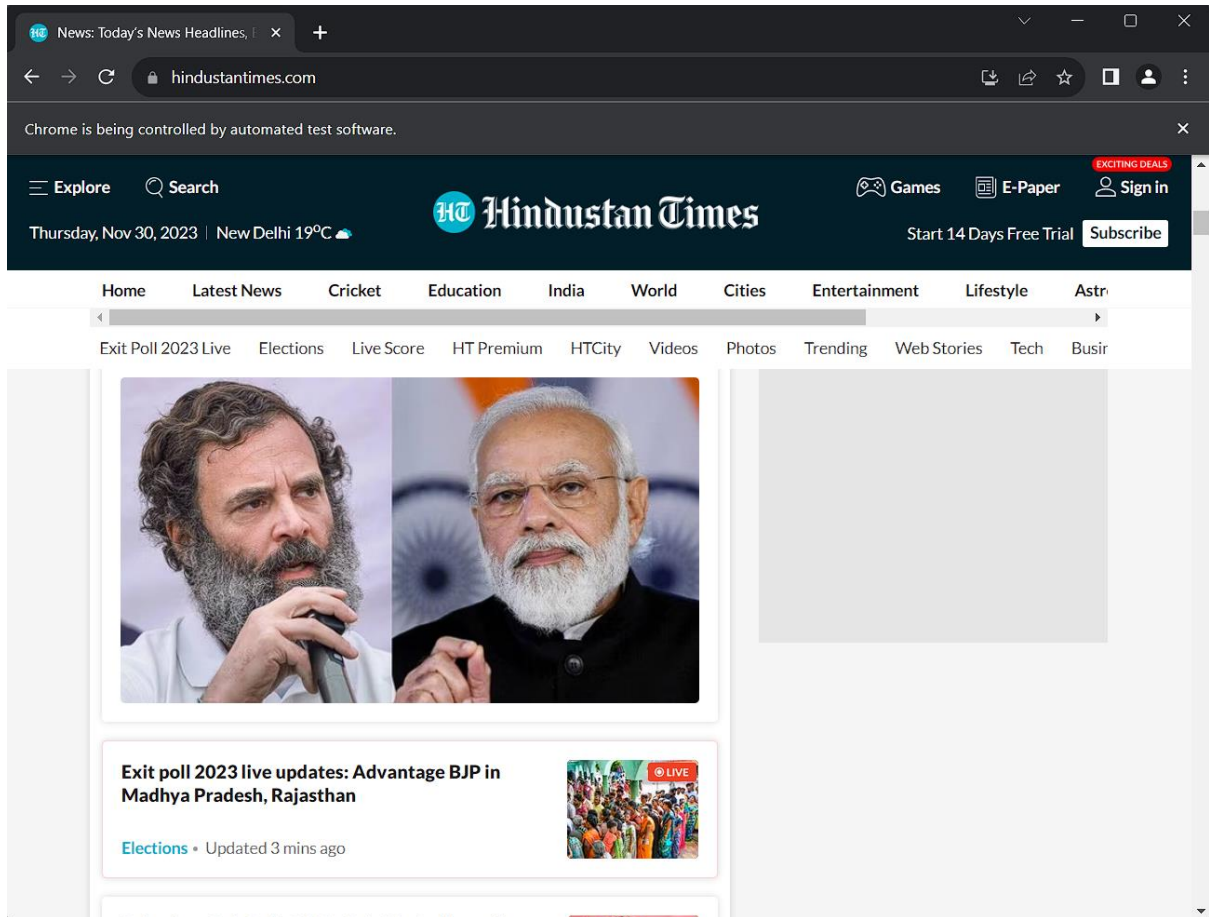 News: Today's News Headlines,
hindustantimes.com
Chrome is being controlled by automated test software.
EXCITING DEALS
Explore Search
HT Hindustan Times
Games E-Paper Sign in
Thursday, Nov 30, 2023 | New Delhi 19°C
Start 14 Days Free Trial Subscribe
Home Latest News Cricket Education India World Cities Entertainment Lifestyle Astr
Exit Poll 2023 Live Elections Live Score HT Premium HTCity Videos Photos Trending Web Stories Tech Busir
Exit poll 2023 live updates: Advantage BJP in
Madhya Pradesh, Rajasthan
LIVE
Elections • Updated 3 mins ago